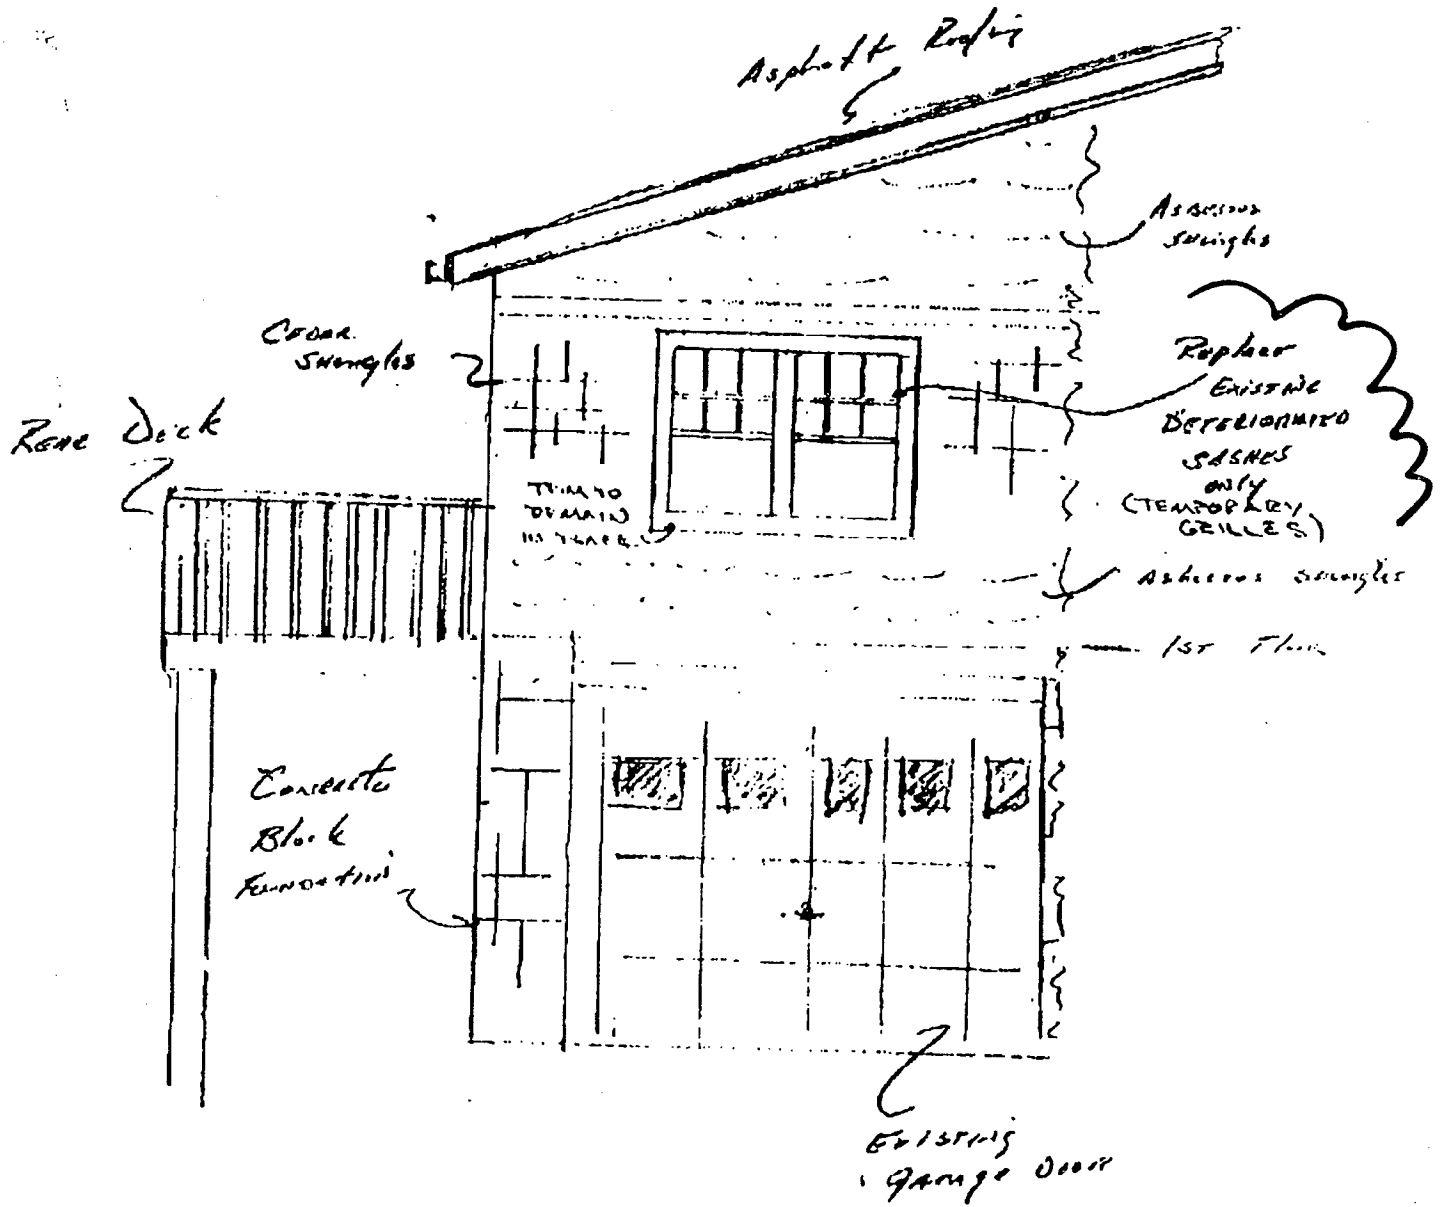 Asphalt Roofing
Asbestos
Shingles
Cedar
Shingles
Replace
Existing
Deteriorated
Sashes
only
(Temporary
Grilles)
Rear Deck
Trim to
Remain
in place
Asbestos Shingles
1st Floor
Concrete
Block
Foundation
Existing
Garage Door